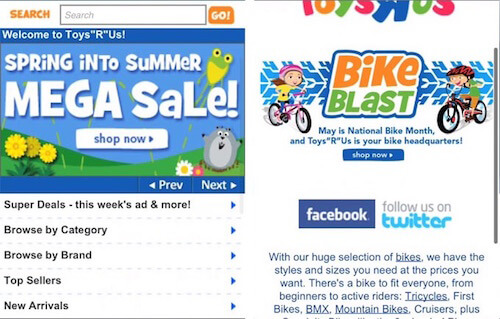 SEARCH Search GO!
Welcome to Toys"R"Us!
SPRiNG iNTO SUMMeR
MEGA SaLe!
shop now
Prev Next
Super Deals - this week's ad & more!
Browse by Category
Browse by Brand
Top Sellers
New Arrivals
ToysRUs
BiKe
BLAST
May is National Bike Month,
and Toys"R"Us is your bike headquarters!
shop now
facebook
follow us on
twitter
With our huge selection of bikes, we have the
styles and sizes you need at the prices you
want. There's a bike to fit everyone, from
beginners to active riders: Tricycles, First
Bikes, BMX, Mountain Bikes, Cruisers, plus